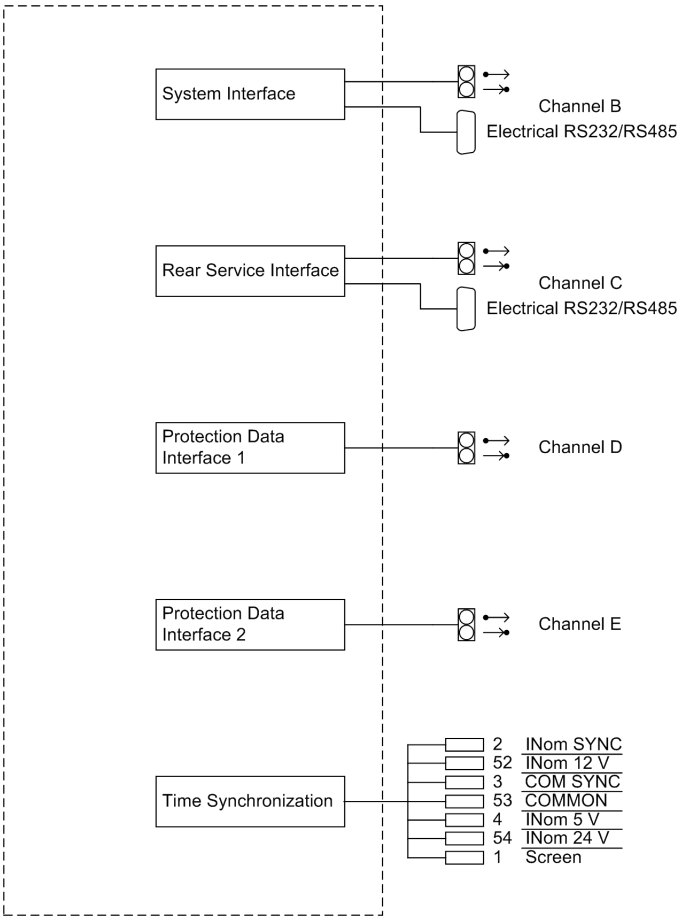 System Interface
Channel B
Electrical RS232/RS485
Rear Service Interface
Channel C
Electrical RS232/RS485
Protection Data
Interface 1
Channel D
Protection Data
Interface 2
Channel E
Time Synchronization
2 INom SYNC
52 INom 12 V
3 COM SYNC
53 COMMON
4 INom 5 V
54 INom 24 V
1 Screen